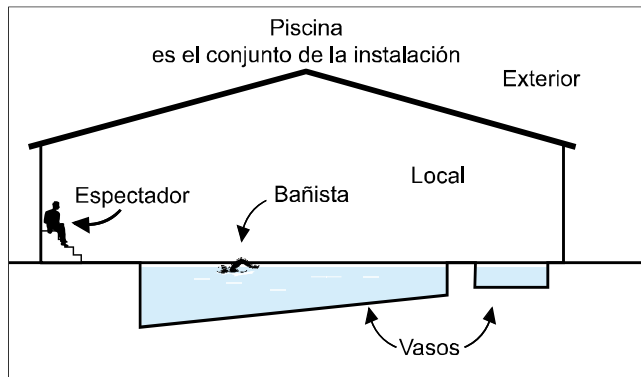 Piscina
es el conjunto de la instalación
Exterior
Local
Espectador
Bañista
Vasos